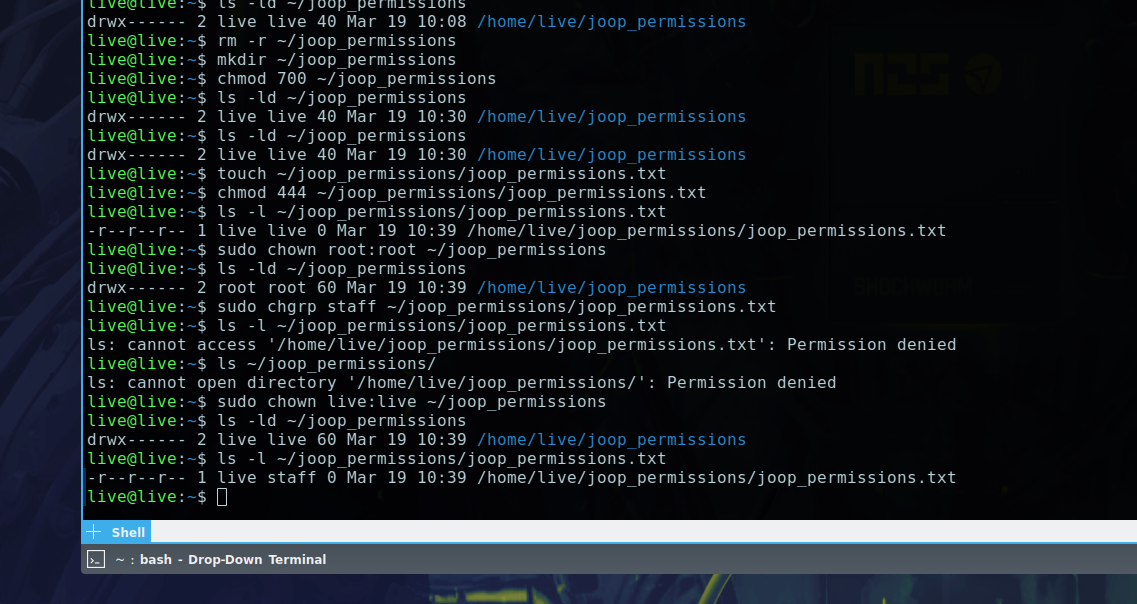 live@live:~$ ls -ld ~/joop_permissions
drwx------ 2 live live 40 Mar 19 10:08 /home/live/joop_permissions
live@live:~$ rm -r ~/joop_permissions
live@live:~$ mkdir ~/joop_permissions
live@live:~$ chmod 700 ~/joop_permissions
live@live:~$ ls -ld ~/joop_permissions
drwx------ 2 live live 40 Mar 19 10:30 /home/live/joop_permissions
live@live:~$ ls -ld ~/joop_permissions
drwx------ 2 live live 40 Mar 19 10:30 /home/live/joop_permissions
live@live:~$ touch ~/joop_permissions/joop_permissions.txt
live@live:~$ chmod 444 ~/joop_permissions/joop_permissions.txt
live@live:~$ ls -l ~/joop_permissions/joop_permissions.txt
-r--r--r-- 1 live live 0 Mar 19 10:39 /home/live/joop_permissions/joop_permissions.txt
live@live:~$ sudo chown root:root ~/joop_permissions
live@live:~$ ls -ld ~/joop_permissions
drwx------ 2 root root 60 Mar 19 10:39 /home/live/joop_permissions
live@live:~$ sudo chgrp staff ~/joop_permissions/joop_permissions.txt
live@live:~$ ls -l ~/joop_permissions/joop_permissions.txt
ls: cannot access '/home/live/joop_permissions/joop_permissions.txt': Permission denied
live@live:~$ ls ~/joop_permissions/
ls: cannot open directory '/home/live/joop_permissions/': Permission denied
live@live:~$ sudo chown live:live ~/joop_permissions
live@live:~$ ls -ld ~/joop_permissions
drwx------ 2 live live 60 Mar 19 10:39 /home/live/joop_permissions
live@live:~$ ls -l ~/joop_permissions/joop_permissions.txt
-r--r--r-- 1 live staff 0 Mar 19 10:39 /home/live/joop_permissions/joop_permissions.txt
live@live:~$
Shell
~ : bash - Drop-Down Terminal